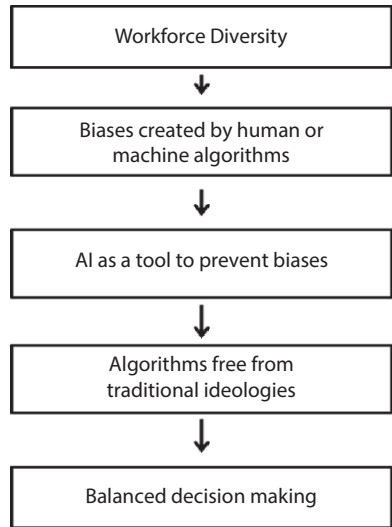 Workforce Diversity
Biases created by human or
machine algorithms
AI as a tool to prevent biases
Algorithms free from
traditional ideologies
Balanced decision making